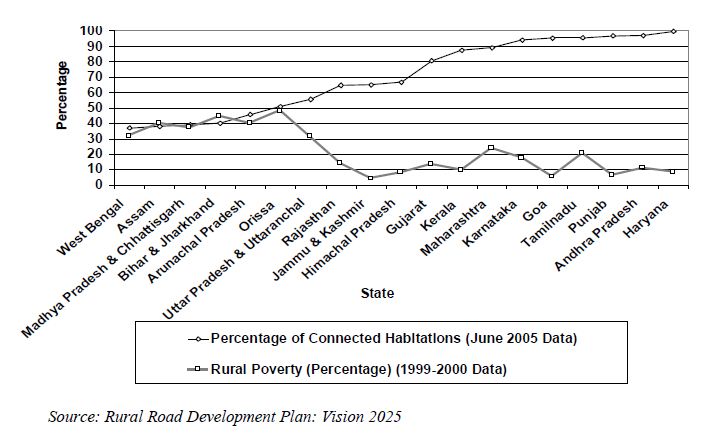 Percentage
100
90
80
70
60
50
40
30
20
10
0
West Bengal
Assam
Madhya Pradesh & Chhattisgarh
Bihar & Jharkhand
Arunachal Pradesh
Orissa
Uttar Pradesh & Uttaranchal
Rajasthan
Jammu & Kashmir
Himachal Pradesh
Gujarat
Kerala
Maharashtra
Karnataka
Goa
Tamilnadu
Punjab
Andhra Pradesh
Haryana
State
Percentage of Connected Habitations (June 2005 Data)
Rural Poverty (Percentage) (1999-2000 Data)
Source: Rural Road Development Plan: Vision 2025